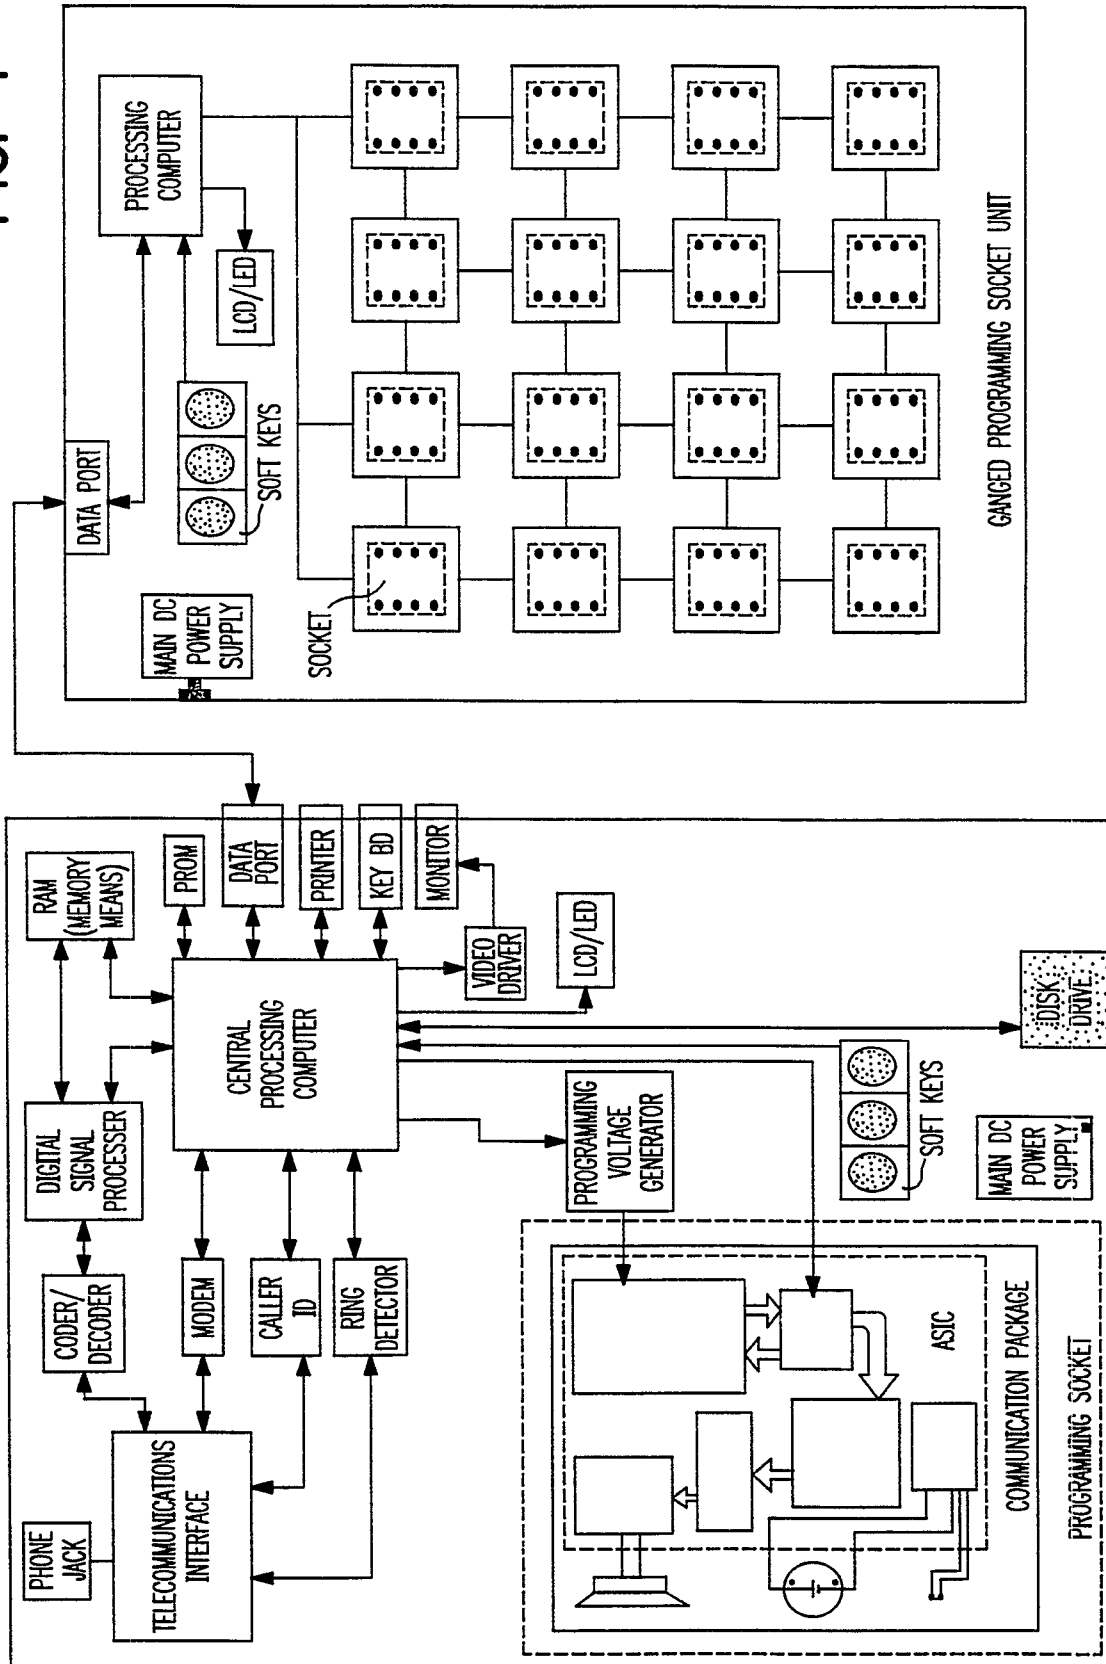 PHONE
JACK
TELECOMMUNICATIONS
INTERFACE
CODER/
DECODER
MODEM
CALLER
ID
RING
DETECTOR
DIGITAL
SIGNAL
PROCESSER
RAM
(MEMORY
MEANS)
CENTRAL
PROCESSING
COMPUTER
PROM
DATA
PORT
PRINTER
KEY BD
MONITOR
VIDEO
DRIVER
LCD/LED
PROGRAMMING
VOLTAGE
GENERATOR
SOFT KEYS
DISK
DRIVE
MAIN DC
POWER
SUPPLY
ASIC
COMMUNICATION PACKAGE
PROGRAMMING SOCKET
DATA PORT
MAIN DC
POWER
SUPPLY
PROCESSING
COMPUTER
LCD/LED
SOFT KEYS
SOCKET
GANGED PROGRAMMING SOCKET UNIT